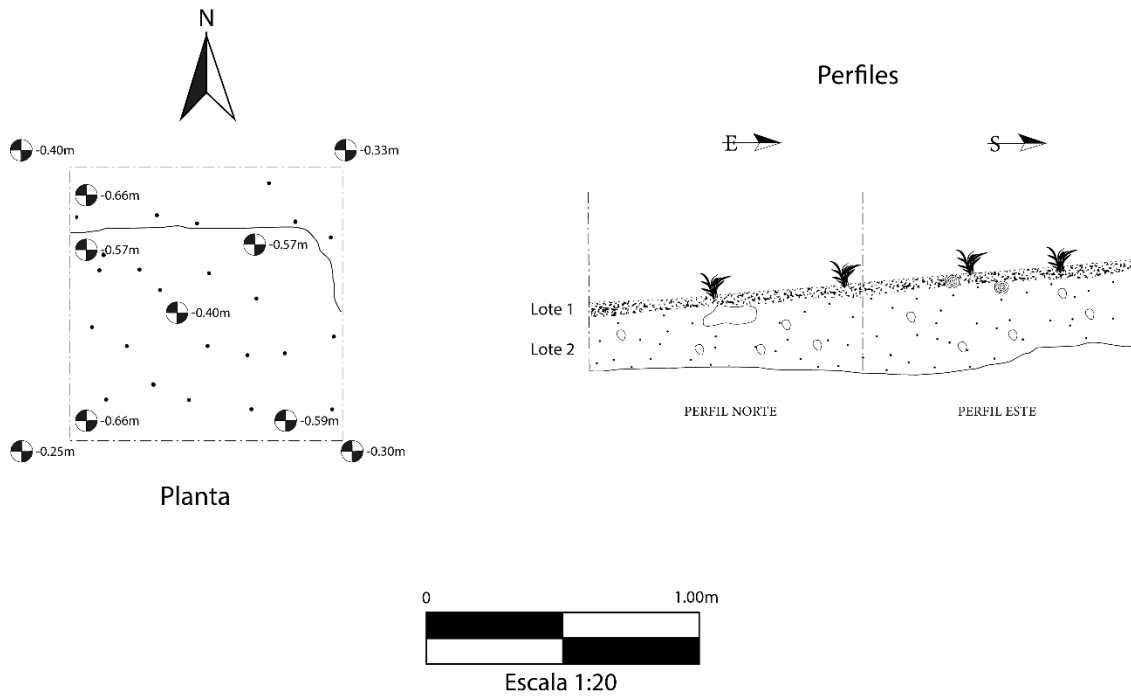 N
Perfiles
E
S
-0.40m
-0.33m
-0.66m
-0.57m
-0.57m
-0.40m
Lote 1
Lote 2
-0.66m
-0.59m
PERFIL NORTE
PERFIL ESTE
-0.25m
-0.30m
Planta
0
1.00m
Escala 1:20